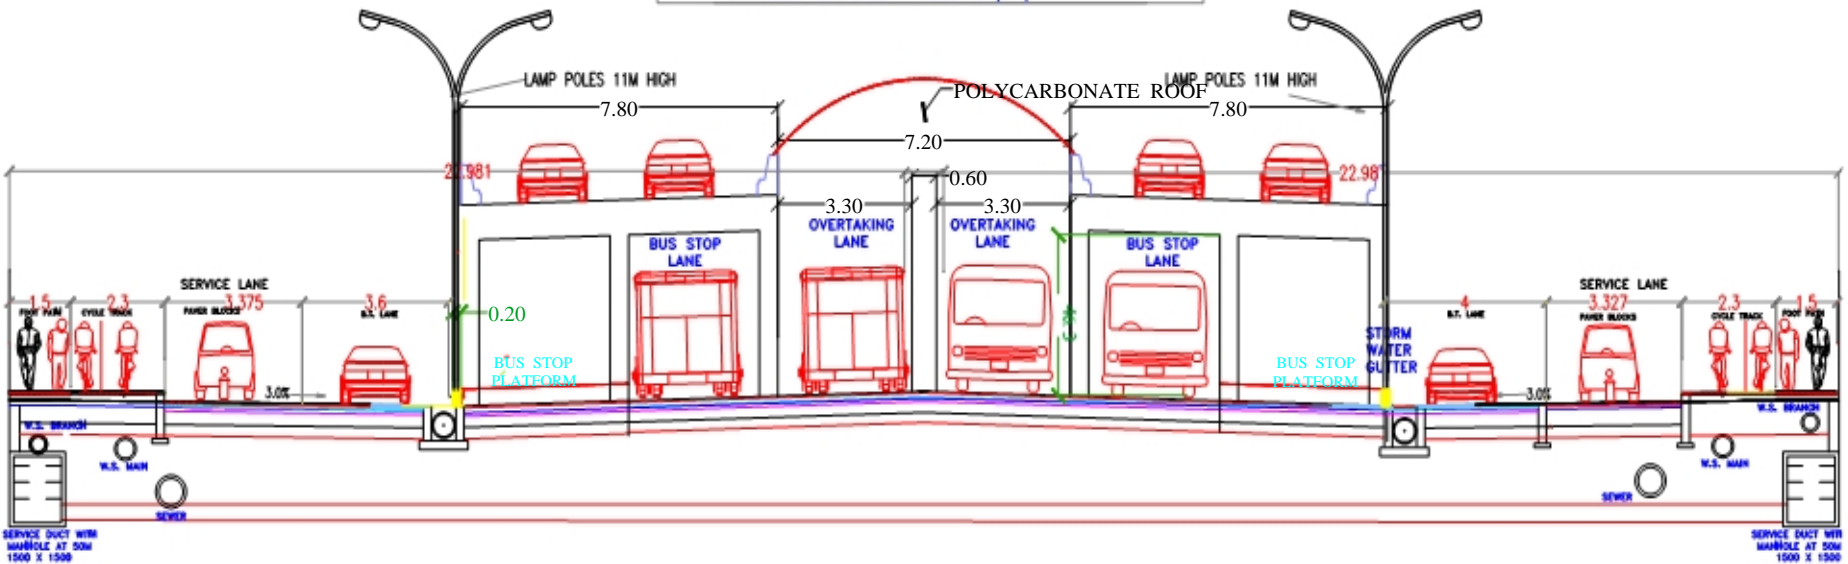 LAMP POLES 11M HIGH
LAMP POLES 11M HIGH
POLYCARBONATE ROOF
7.80
7.80
7.20
22.981
22.98
0.60
3.30
3.30
OVERTAKING
LANE
OVERTAKING
LANE
BUS STOP
LANE
BUS STOP
LANE
SERVICE LANE
SERVICE LANE
1.5
2.3
3.375
3.6
4
3.327
2.3
1.5
FOOT PATH
CYCLE TRACK
PAVER BLOCKS
B.T. LANE
0.20
B.T. LANE
PAVER BLOCKS
CYCLE TRACK
FOOT PATH
STORM
WATER
GUTTER
BUS STOP
PLATFORM
BUS STOP
PLATFORM
3.0%
3.0%
W.S. BRANCH
W.S. BRANCH
W.S. MAIN
W.S. MAIN
SEWER
SEWER
SERVICE DUCT WITH
MANHOLE AT 50M
1500 X 1500
SERVICE DUCT WITH
MANHOLE AT 50M
1500 X 1500